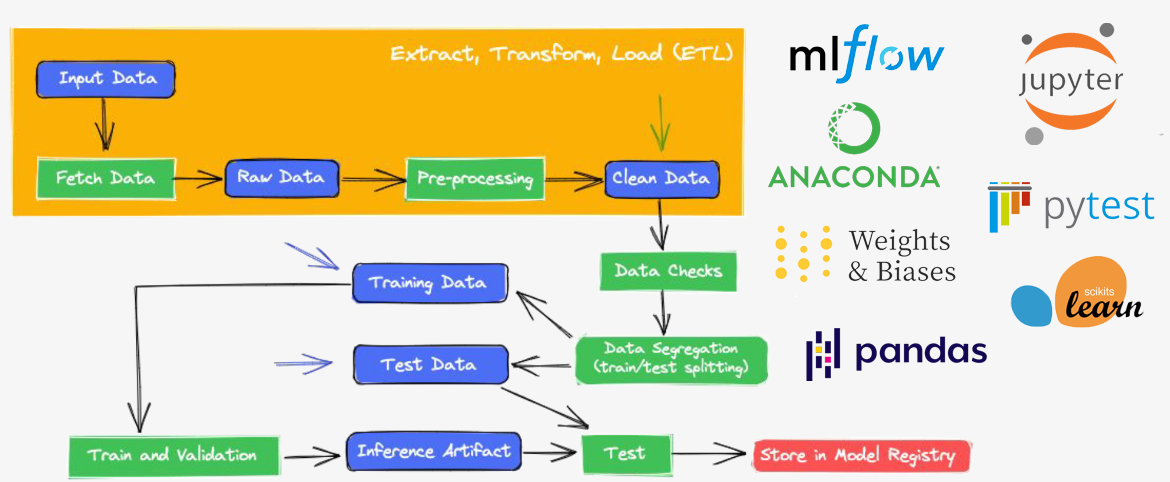 Extract, Transform, Load (ETL)
Input Data
Fetch Data
Raw Data
Pre-processing
Clean Data
Data Checks
Training Data
Data Segregation
(train/test splitting)
Test Data
Train and Validation
Inference Artifact
Test
Store in Model Registry
mlflow
jupyter
ANACONDA
pytest
Weights
& Biases
scikits
learn
pandas